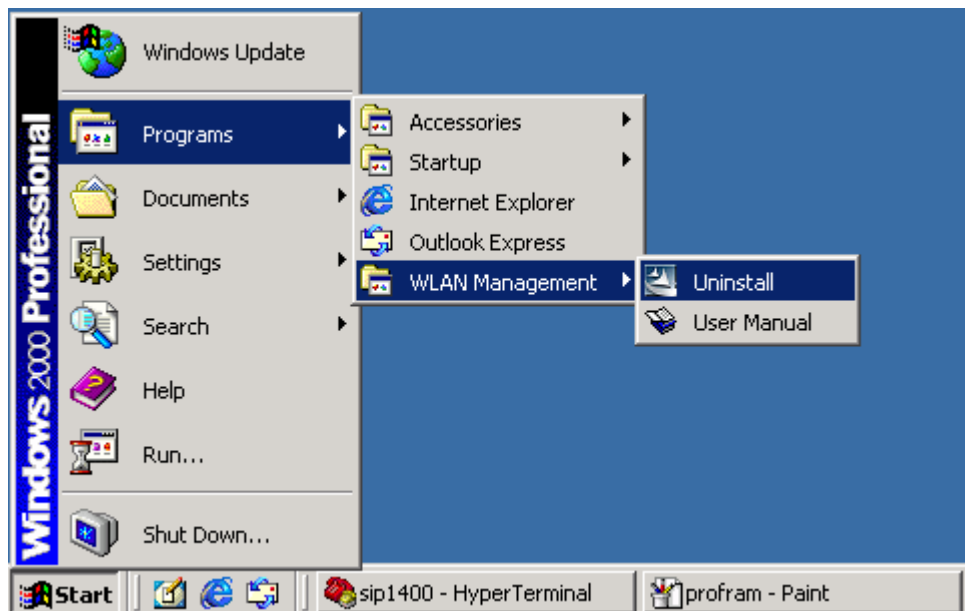 Windows 2000 Professional
Windows Update
Programs
Documents
Settings
Search
Help
Run...
Shut Down...
Accessories
Startup
Internet Explorer
Outlook Express
WLAN Management
Uninstall
User Manual
Start
sip1400 - HyperTerminal
profram - Paint